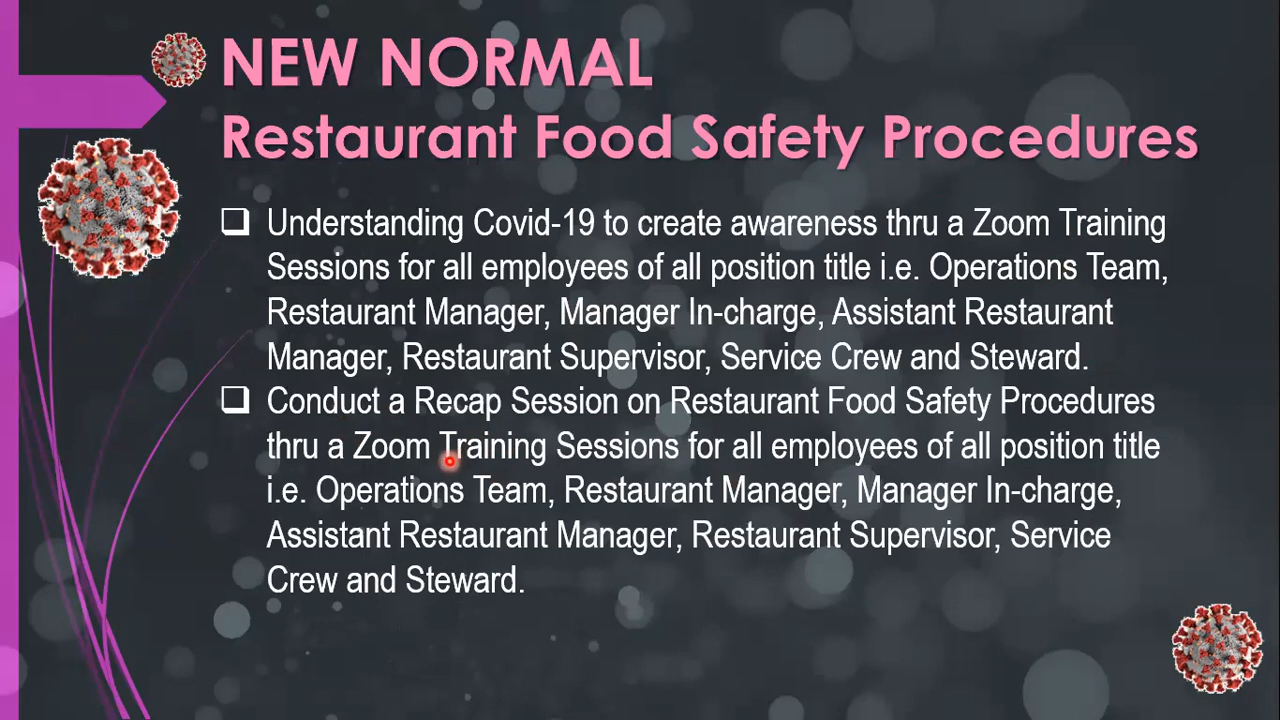 NEW NORMAL
Restaurant Food Safety Procedures
Understanding Covid-19 to create awareness thru a Zoom Training
Sessions for all employees of all position title i.e. Operations Team,
Restaurant Manager, Manager In-charge, Assistant Restaurant
Manager, Restaurant Supervisor, Service Crew and Steward.
Conduct a Recap Session on Restaurant Food Safety Procedures
thru a Zoom Training Sessions for all employees of all position title
i.e. Operations Team, Restaurant Manager, Manager In-charge,
Assistant Restaurant Manager, Restaurant Supervisor, Service
Crew and Steward.